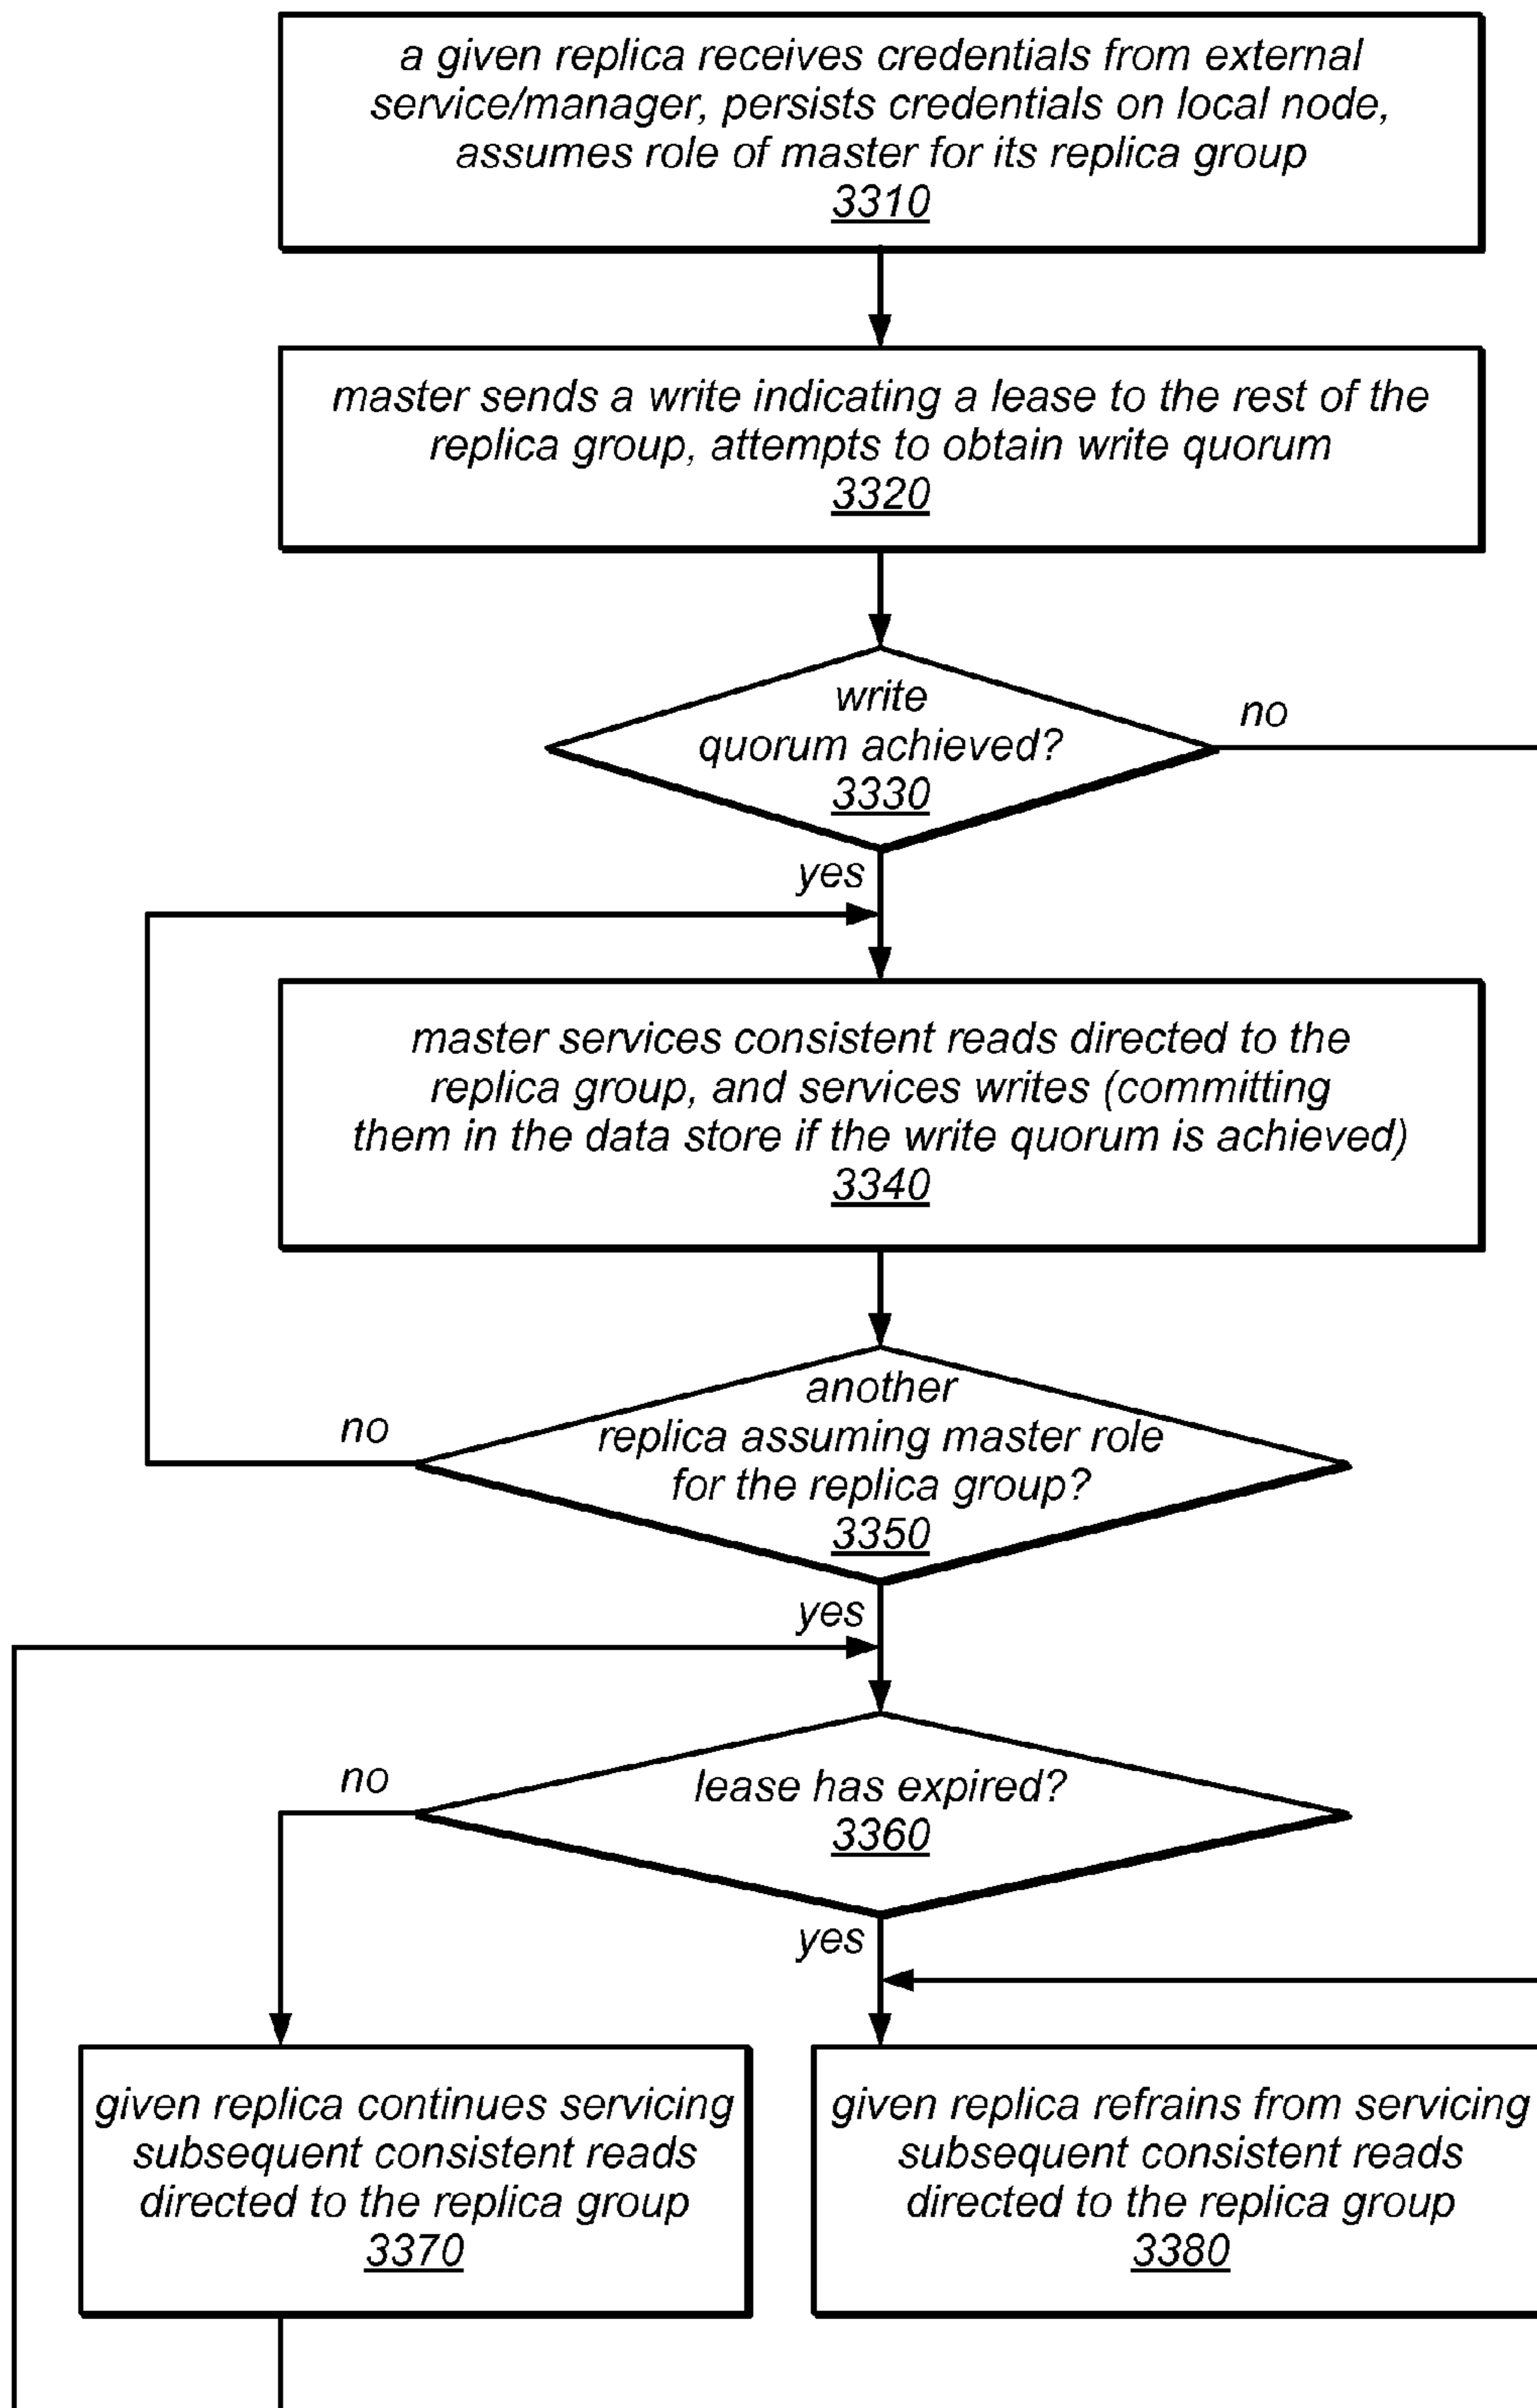 a given replica receives credentials from external
service/manager, persists credentials on local node,
assumes role of master for its replica group
3310
master sends a write indicating a lease to the rest of the
replica group, attempts to obtain write quorum
3320
write
quorum achieved?
3330
no
yes
master services consistent reads directed to the
replica group, and services writes (committing
them in the data store if the write quorum is achieved)
3340
another
replica assuming master role
for the replica group?
3350
no
yes
lease has expired?
3360
no
yes
given replica continues servicing
subsequent consistent reads
directed to the replica group
3370
given replica refrains from servicing
subsequent consistent reads
directed to the replica group
3380